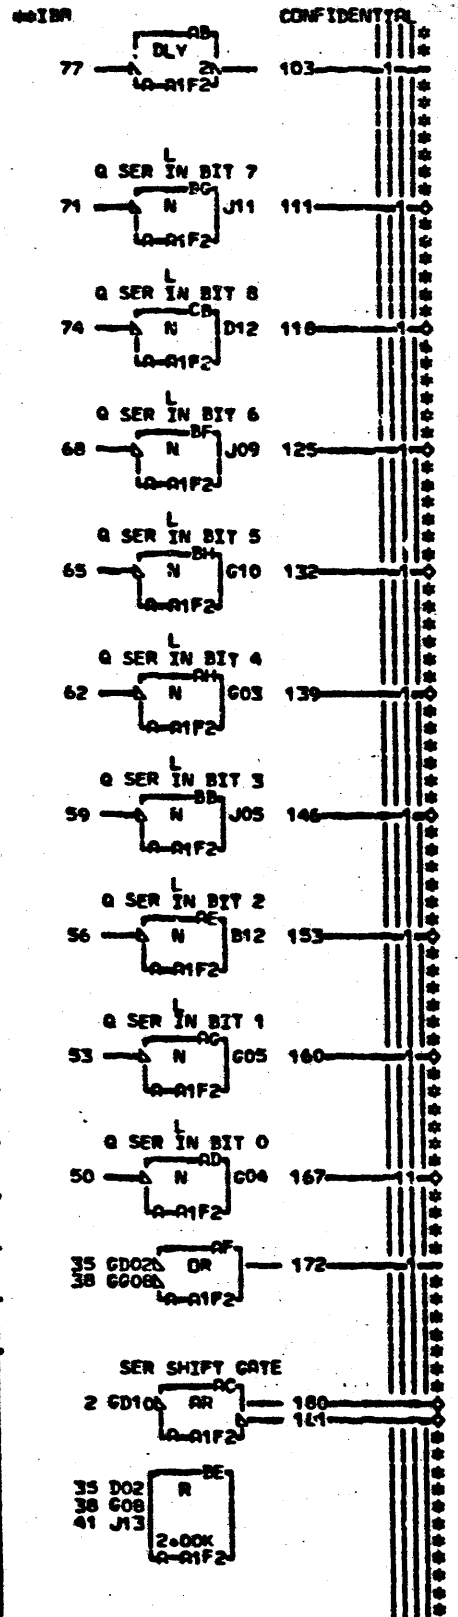 **IBM CONFIDENTIAL
AB
DLY
77 2 103 1
A-A1F2
L
Q SER IN BIT 7
BG
71 N J11 111 1
A-A1F2
L
Q SER IN BIT 8
CB
74 N D12 118 1
A-A1F2
L
Q SER IN BIT 6
BF
68 N J09 125 1
A-A1F2
L
Q SER IN BIT 5
BH
65 N G10 132 1
A-A1F2
L
Q SER IN BIT 4
AH
62 N G03 139 1
A-A1F2
L
Q SER IN BIT 3
BB
59 N J05 146 1
A-A1F2
L
Q SER IN BIT 2
AE
56 N B12 153 1
A-A1F2
L
Q SER IN BIT 1
AG
53 N G05 160 1
A-A1F2
L
Q SER IN BIT 0
AD
50 N G04 167 1
A-A1F2
AF
35 GD02 OR 172 1
38 GG08
A-A1F2
SER SHIFT GATE
AC
2 GD10 AR 180
A-A1F2
BE
35 D02 R
38 G08
41 J13
2.00K
A-A1F2